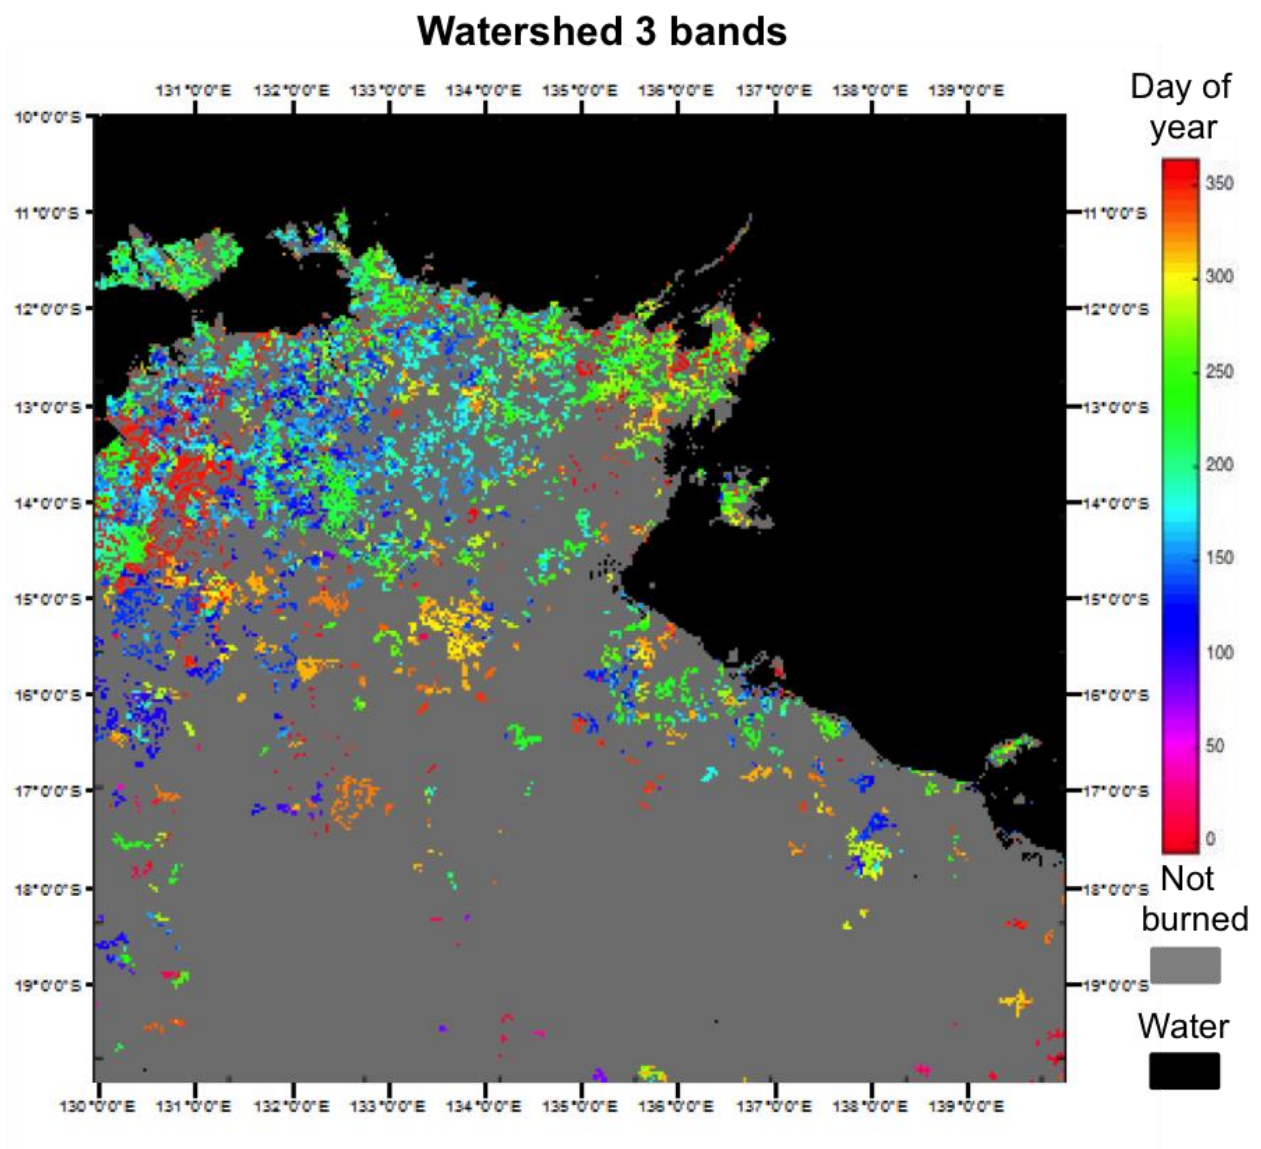 Watershed 3 bands
131°0'0"E 132°0'0"E 133°0'0"E 134°0'0"E 135°0'0"E 136°0'0"E 137°0'0"E 138°0'0"E 139°0'0"E
Day of
year
10°0'0"S
350
11°0'0"S 11°0'0"S
300
12°0'0"S 12°0'0"S
250
13°0'0"S 13°0'0"S
200
14°0'0"S 14°0'0"S
150
15°0'0"S 15°0'0"S
100
16°0'0"S 16°0'0"S
50
17°0'0"S 17°0'0"S
0
18°0'0"S 18°0'0"S
Not
burned
19°0'0"S 19°0'0"S
Water
130°0'0"E 131°0'0"E 132°0'0"E 133°0'0"E 134°0'0"E 135°0'0"E 136°0'0"E 137°0'0"E 138°0'0"E 139°0'0"E